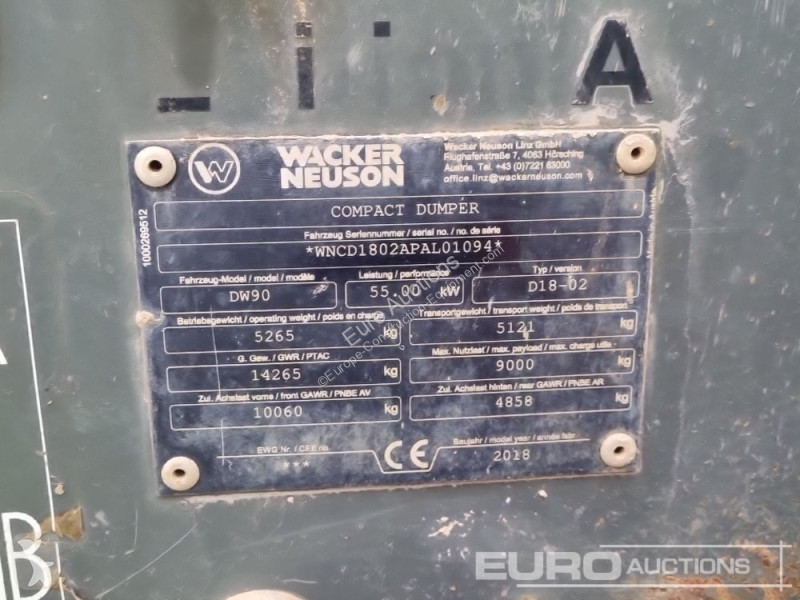 A
WACKER
NEUSON
Wacker Neuson Linz GmbH
Flughafenstraße 7, 4063 Hörsching
Austria, Tel. +43 (0)7221 63000
office.linz@wackerneuson.com
1000269512
COMPACT DUMPER
Fahrzeug Seriennummer / serial no. / no. de série
*WNCD1802APAL01094*
Fahrzeug-Model / model / modèle
DW90
Leistung / performance
55.00 kW
Typ / version
D18-02
Betriebsgewicht / operating weight / poids en charge
5265 kg
Transportgewicht / transport weight / poids de transport
5121 kg
G. Gew. / GWR / PTAC
14265 kg
Max. Nutzlast / max. payload / max. charge utile
9000 kg
Zul. Achslast vorne / front GAWR / PNBE AV
10060 kg
Zul. Achslast hinten / rear GAWR / PNBE AR
4858 kg
EWG Nr. / CEE no.
***
CE
Baujahr / model year / année fabr.
2018
B
Euro Auctions
©Europe-Construction-Equipment.com
EURO AUCTIONS